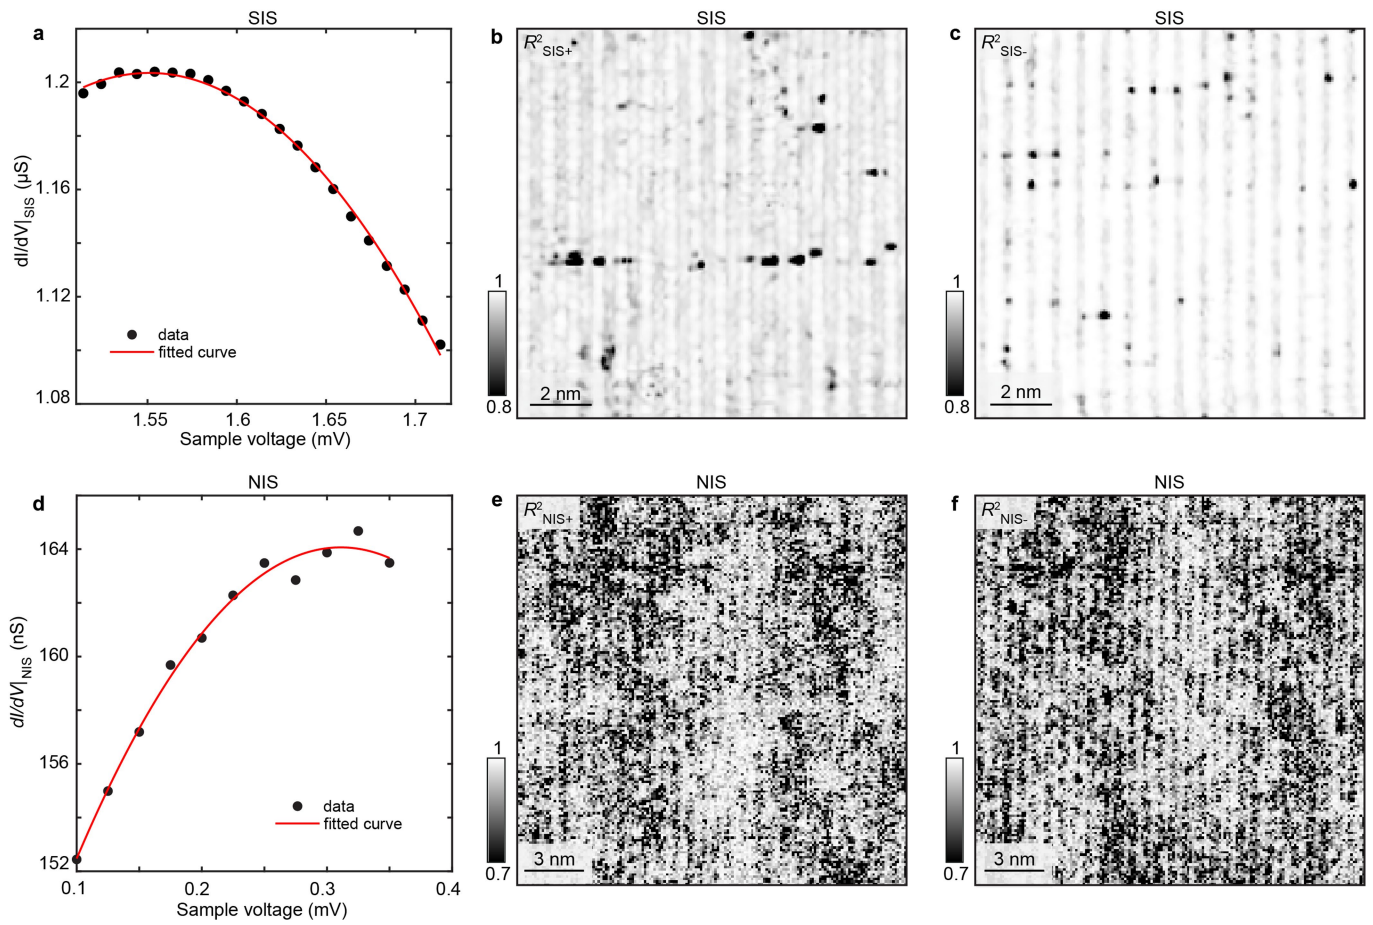 SIS
a
1.2
1.16
1.12
1.08
dI/dV|SIS (μS)
data
fitted curve
1.55
1.6
1.65
1.7
Sample voltage (mV)
SIS
b
R²SIS+
1
0.8
2 nm
SIS
c
R²SIS-
1
0.8
2 nm
NIS
d
164
160
156
152
dI/dV|NIS (nS)
data
fitted curve
0.1
0.2
0.3
0.4
Sample voltage (mV)
NIS
e
R²NIS+
1
0.7
3 nm
NIS
f
R²NIS-
1
0.7
3 nm